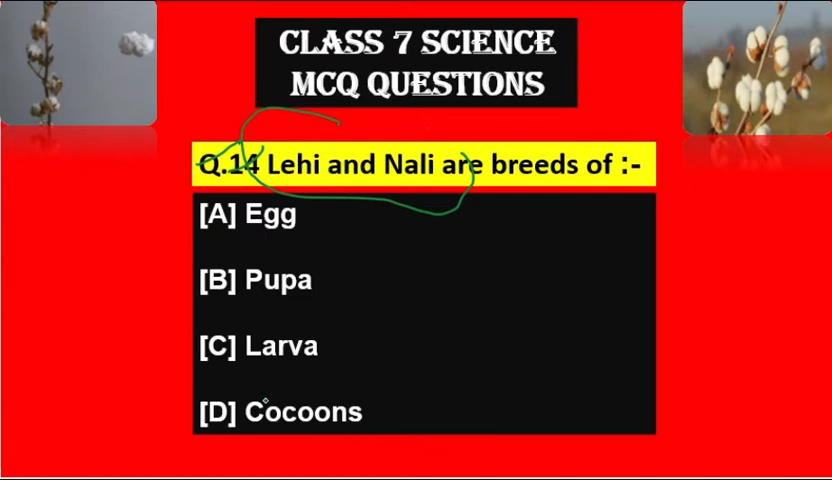 CLASS 7 SCIENCE
MCQ QUESTIONS
Q.14 Lehi and Nali are breeds of :-
[A] Egg
[B] Pupa
[C] Larva
[D] Cocoons